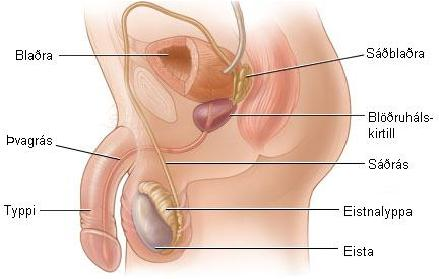 Blaðra
Sáðblaðra
Blöðruháls-
kirtill
Þvagrás
Sáðrás
Typpi
Eistnalyppa
Eista